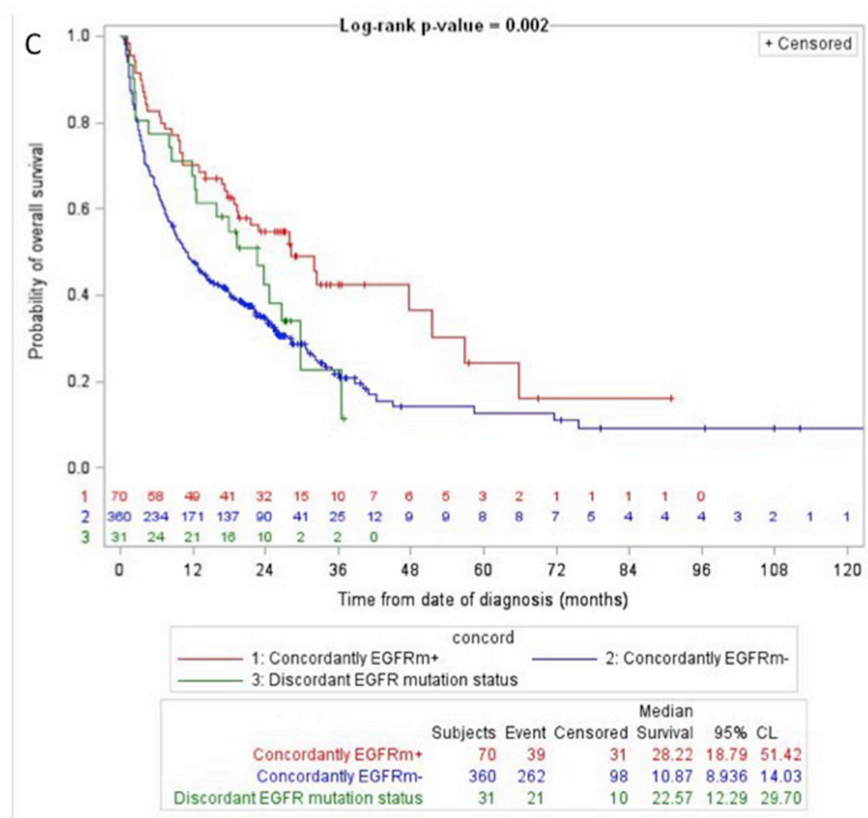 Log-rank p-value = 0.002
C
+ Censored
Probability of overall survival
1.0
0.8
0.6
0.4
0.2
0.0
1 70 58 49 41 32 15 10 7 6 5 3 2 1 1 1 1 0
2 360 234 171 137 90 41 25 12 9 9 8 8 7 5 4 4 4 3 2 1 1
3 31 24 21 16 10 2 2 0
0 12 24 36 48 60 72 84 96 108 120
Time from date of diagnosis (months)
concord
1: Concordantly EGFRm+ 2: Concordantly EGFRm-
3: Discordant EGFR mutation status
Median
Subjects Event Censored Survival 95% CL
Concordantly EGFRm+ 70 39 31 28.22 18.79 51.42
Concordantly EGFRm- 360 262 98 10.87 8.936 14.03
Discordant EGFR mutation status 31 21 10 22.57 12.29 29.70